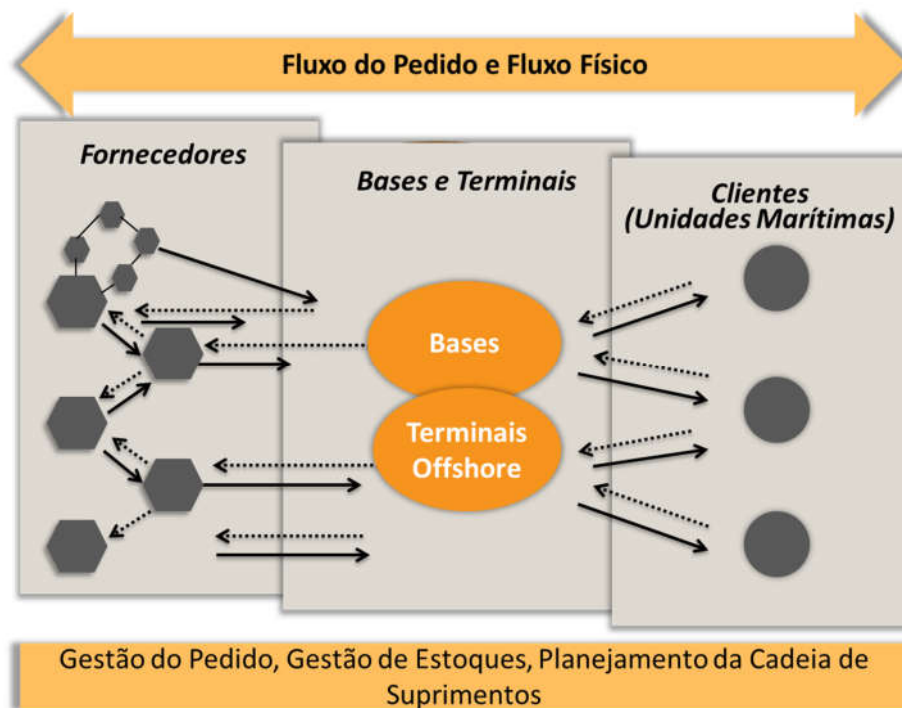 Fluxo do Pedido e Fluxo Físico
Fornecedores
Bases e Terminais
Clientes
(Unidades Marítimas)
Bases
Terminais
Offshore
Gestão do Pedido, Gestão de Estoques, Planejamento da Cadeia de
Suprimentos